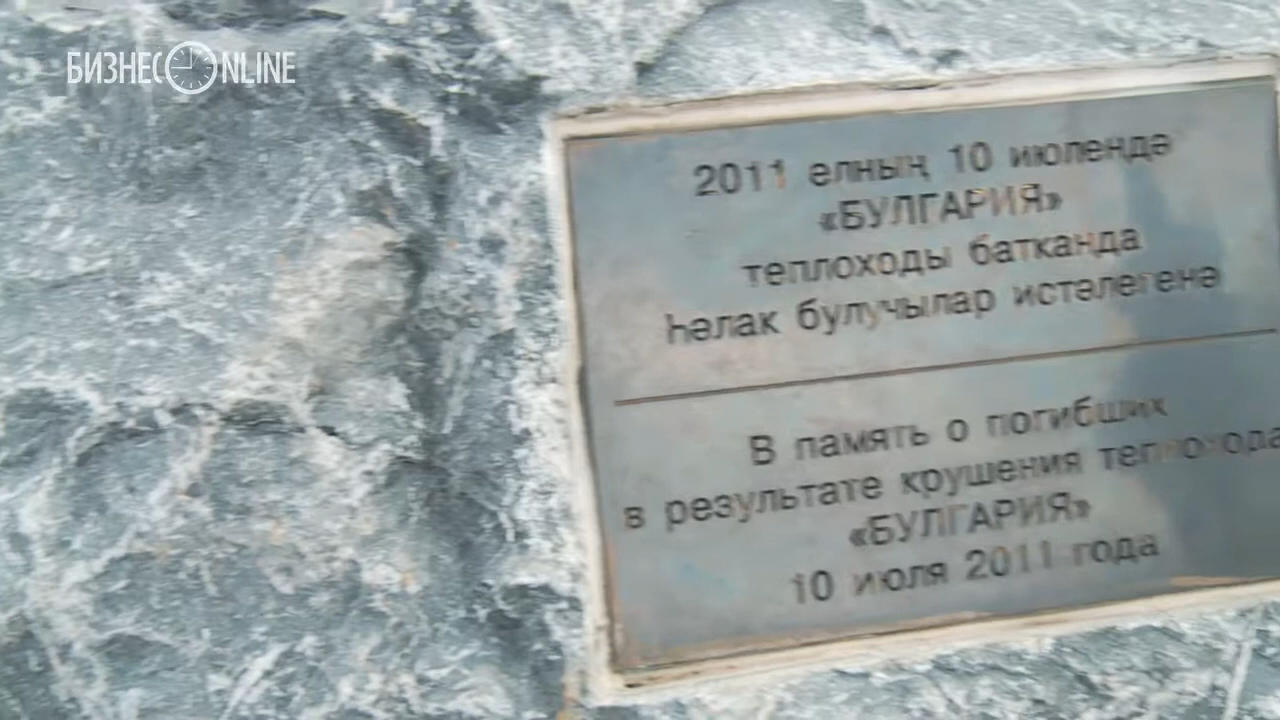 БИЗНЕС ONLINE
2011 елның 10 июлендә
«БУЛГАРИЯ»
теплоходы батканда
һәлак булучылар истәлегенә
В память о погибших
в результате крушения теплохода
«БУЛГАРИЯ»
10 июля 2011 года